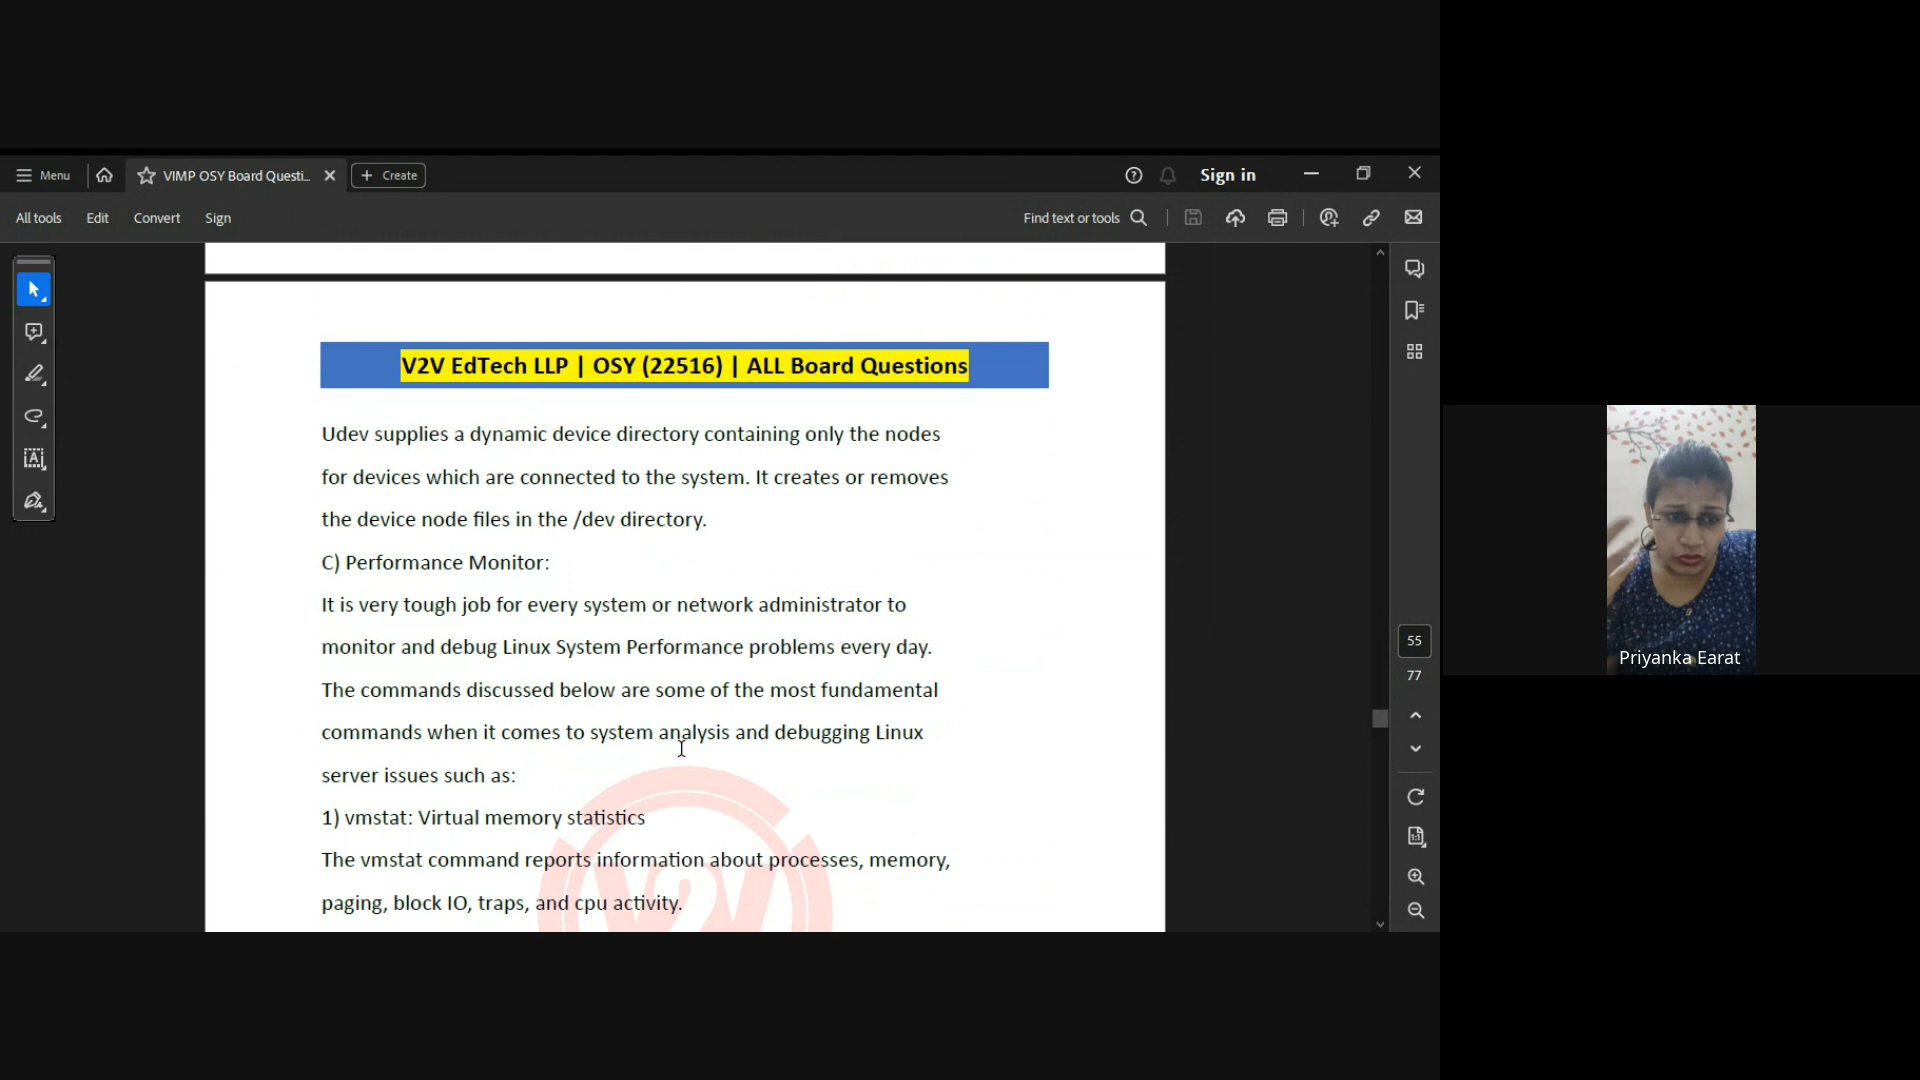 Menu
VIMP OSY Board Questi...
Create
Sign in
All tools
Edit
Convert
Sign
Find text or tools
V2V EdTech LLP | OSY (22516) | ALL Board Questions
Udev supplies a dynamic device directory containing only the nodes
for devices which are connected to the system. It creates or removes
the device node files in the /dev directory.
C) Performance Monitor:
It is very tough job for every system or network administrator to
monitor and debug Linux System Performance problems every day.
The commands discussed below are some of the most fundamental
commands when it comes to system analysis and debugging Linux
server issues such as:
1) vmstat: Virtual memory statistics
The vmstat command reports information about processes, memory,
paging, block IO, traps, and cpu activity.
V2V
55
77
1:1
Priyanka Earat